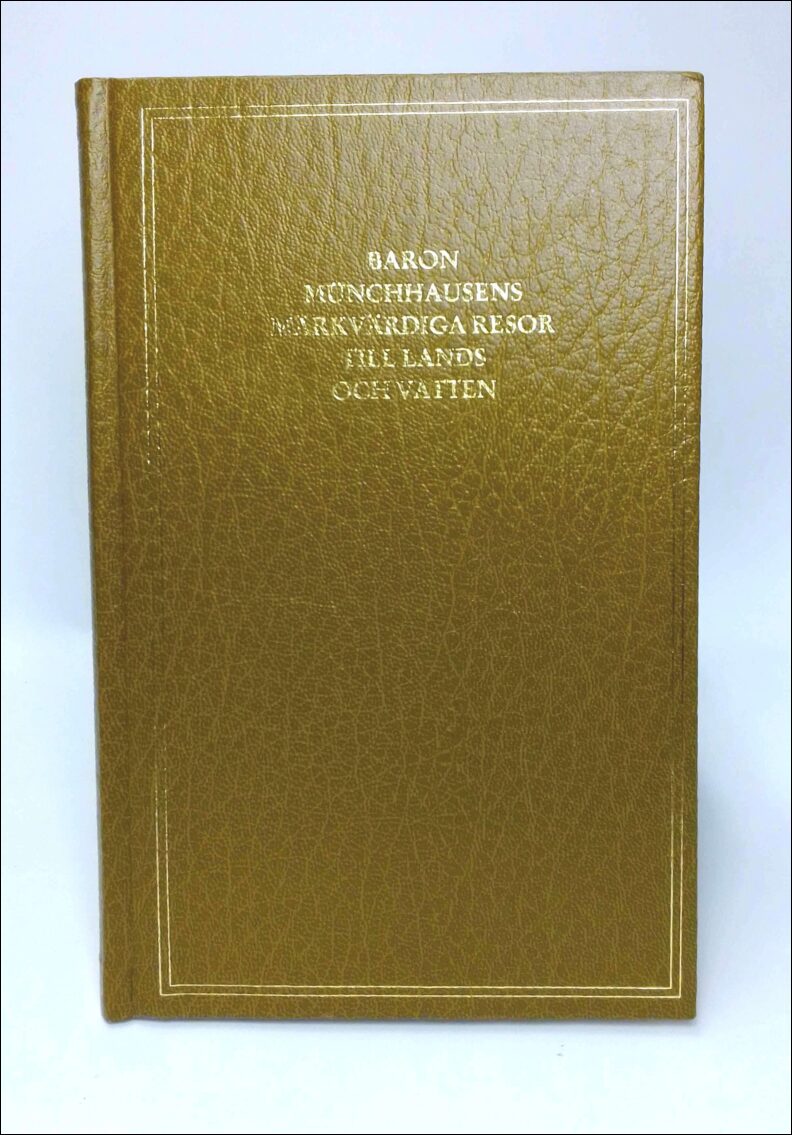 BARON
MÜNCHHAUSENS
MÄRKVÄRDIGA RESOR
TILL LANDS
OCH VATTEN